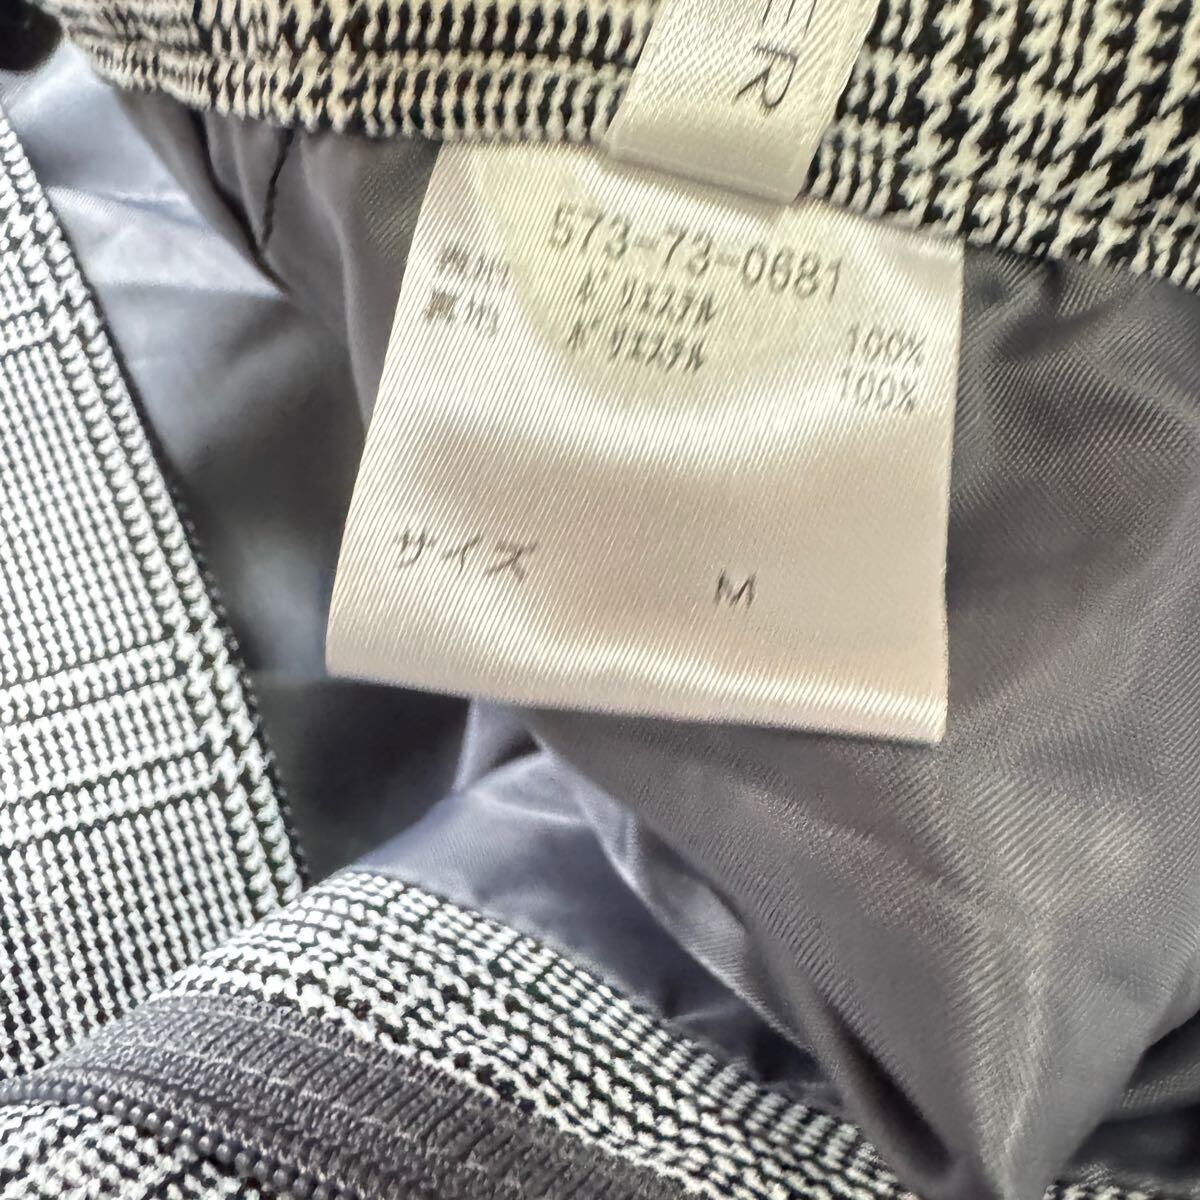 ER
573-73-0681
表地 ポリエステル 100%
裏地 ポリエステル 100%
サイズ M